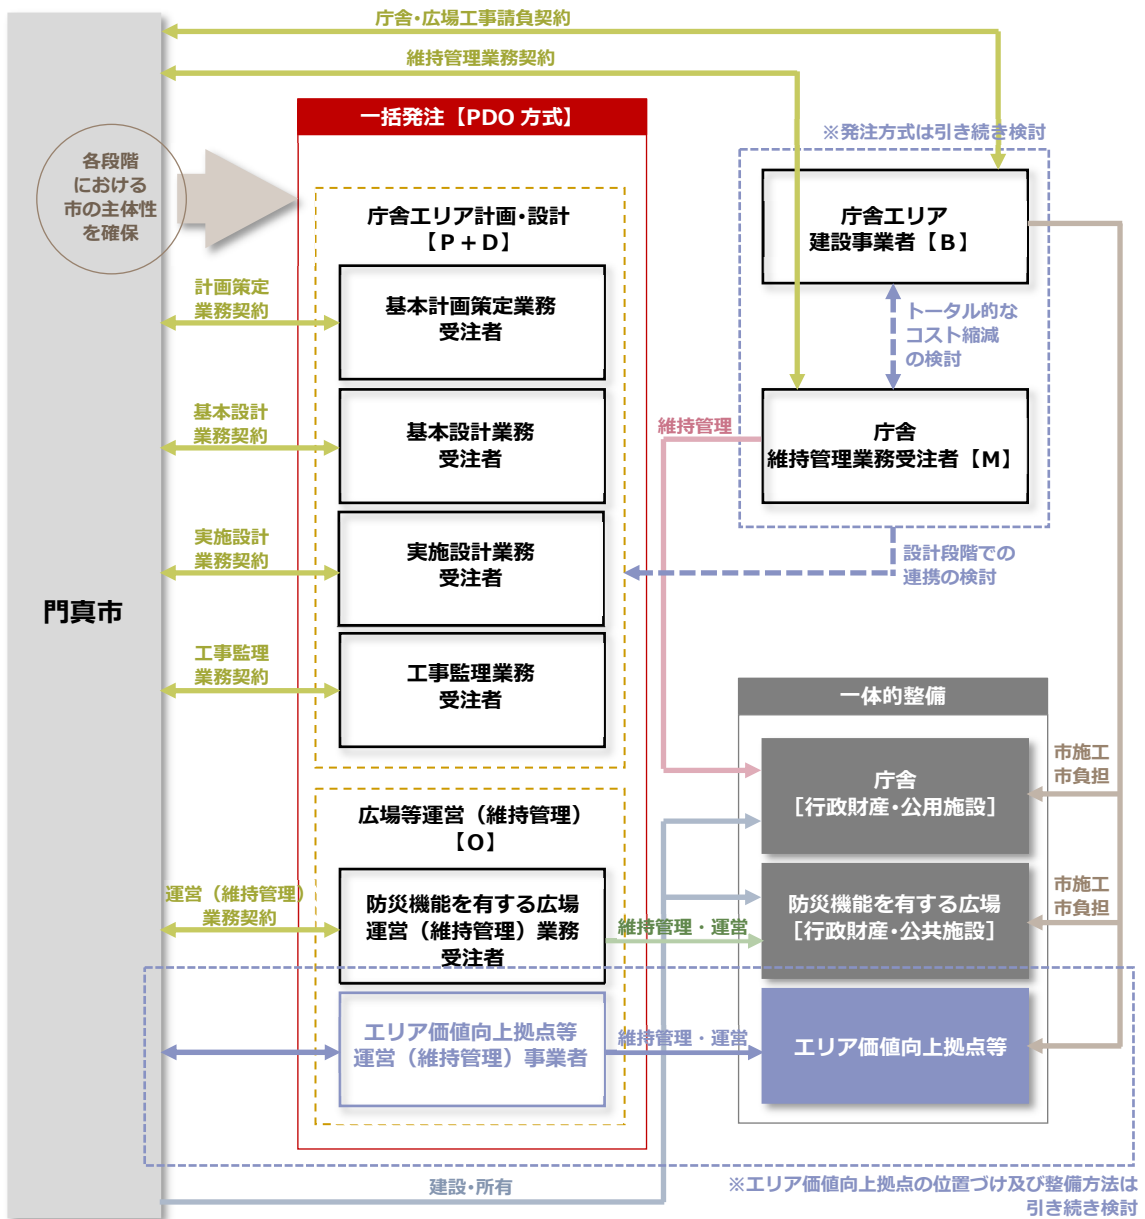 庁舎・広場工事請負契約
維持管理業務契約
一括発注【PDO 方式】
※発注方式は引き続き検討
各段階
における
市の主体性
を確保
庁舎エリア計画・設計
【P+D】
庁舎エリア
建設事業者【B】
計画策定
業務契約
基本計画策定業務
受注者
トータル的な
コスト縮減
の検討
基本設計
業務契約
基本設計業務
受注者
維持管理
庁舎
維持管理業務受注者【M】
実施設計
業務契約
実施設計業務
受注者
設計段階での
連携の検討
門真市
工事監理
業務契約
工事監理業務
受注者
一体的整備
庁舎
[行政財産・公用施設]
市施工
市負担
広場等運営（維持管理）
【O】
運営（維持管理）
業務契約
防災機能を有する広場
運営（維持管理）業務
受注者
維持管理・運営
防災機能を有する広場
[行政財産・公共施設]
市施工
市負担
エリア価値向上拠点等
運営（維持管理）事業者
維持管理・運営
エリア価値向上拠点等
建設・所有
※エリア価値向上拠点の位置づけ及び整備方法は
引き続き検討